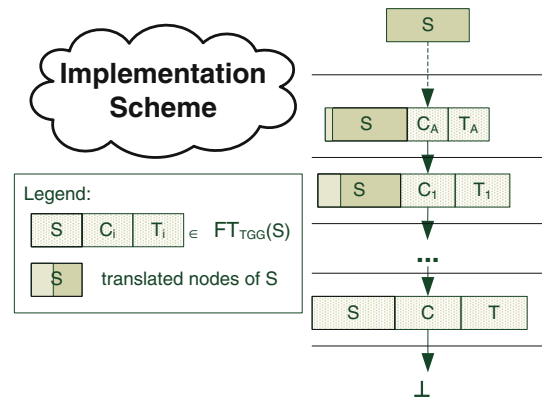 S
Implementation
Scheme
S C_A T_A
Legend:
S C_i T_i ∈ FT_TGG(S)
S translated nodes of S
S C_1 T_1
...
S C T
⊥